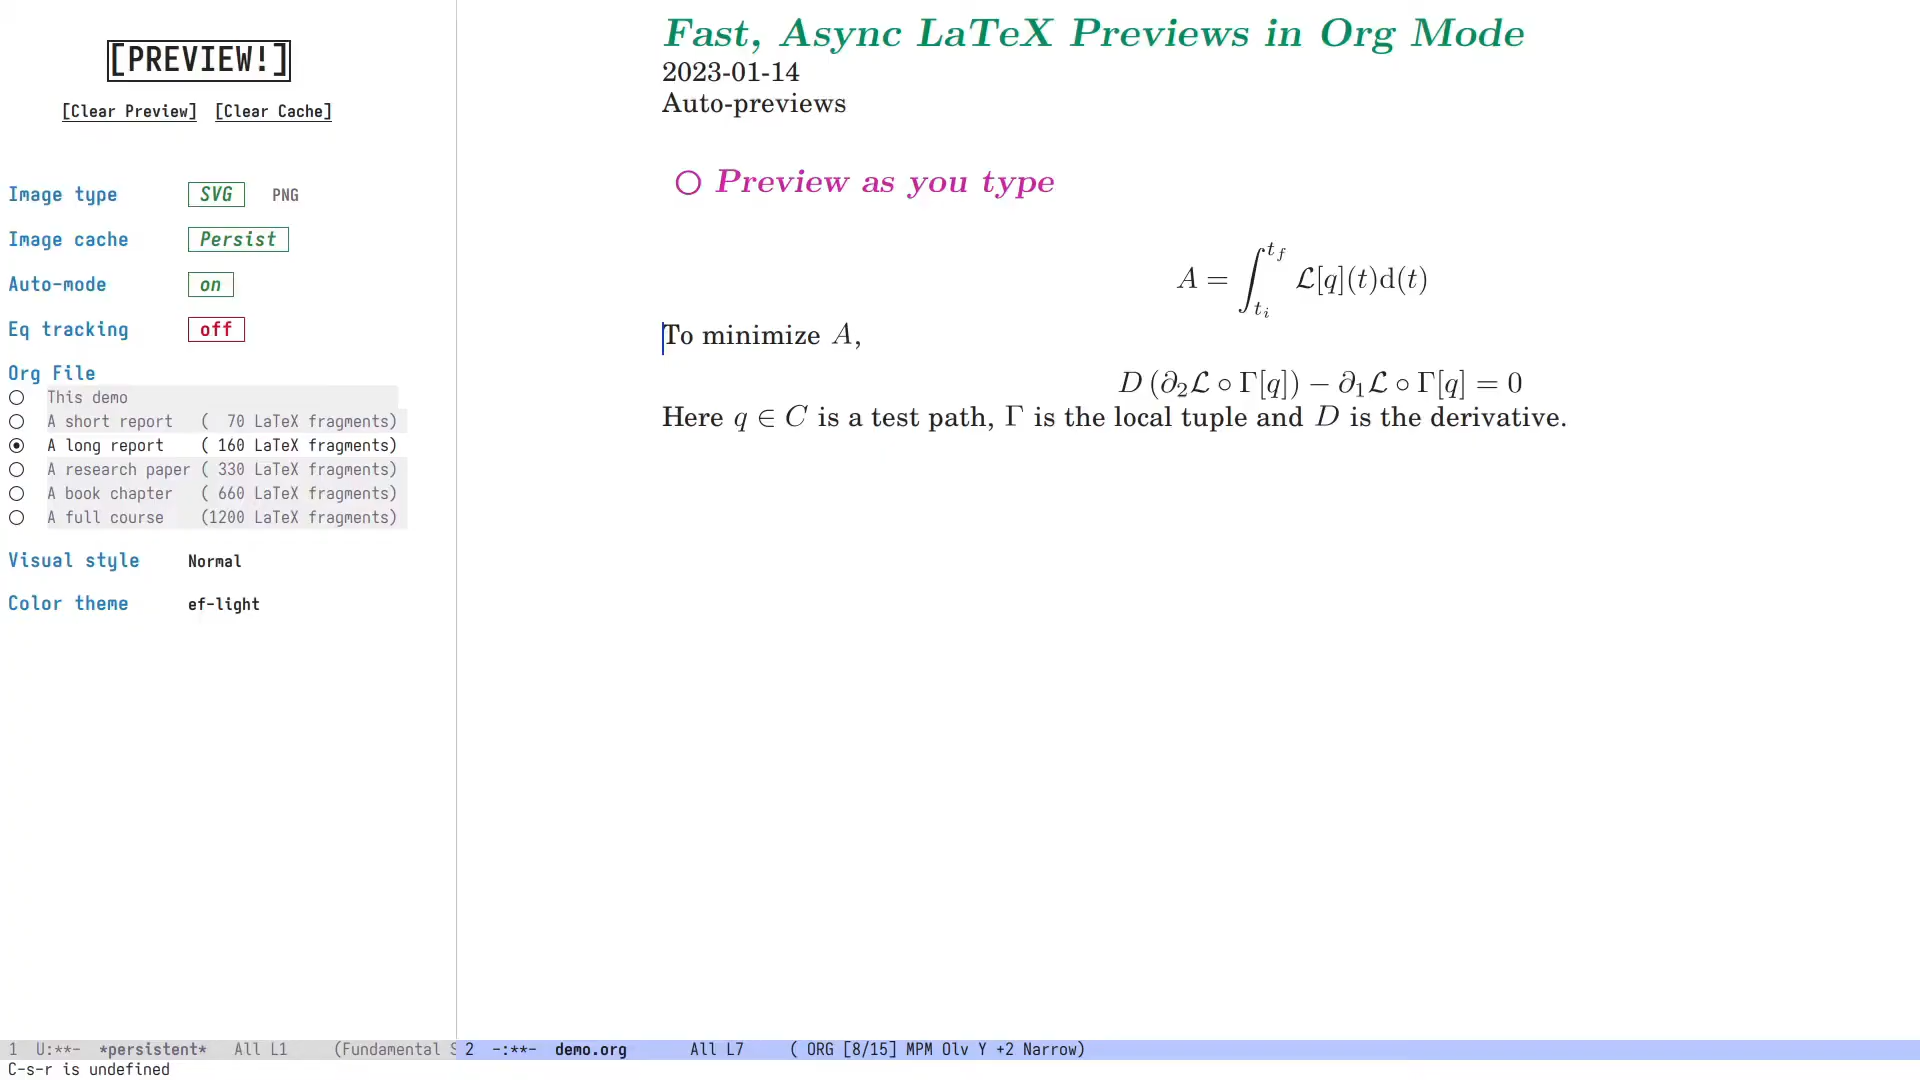 [PREVIEW!]
[Clear Preview] [Clear Cache]
Image type SVG PNG
Image cache Persist
Auto-mode on
Eq tracking off
Org File
This demo
A short report ( 70 LaTeX fragments)
A long report ( 160 LaTeX fragments)
A research paper ( 330 LaTeX fragments)
A book chapter ( 660 LaTeX fragments)
A full course (1200 LaTeX fragments)
Visual style Normal
Color theme ef-light
Fast, Async LaTeX Previews in Org Mode
2023-01-14
Auto-previews
Preview as you type
A = ∫_{t_i}^{t_f} ℒ[q](t)d(t)
To minimize A,
D (∂₂ℒ ∘ Γ[q]) − ∂₁ℒ ∘ Γ[q] = 0
Here q ∈ C is a test path, Γ is the local tuple and D is the derivative.
1 U:**- *persistent* All L1 (Fundamental S
2 -:**- demo.org All L7 ( ORG [8/15] MPM Olv Y +2 Narrow)
C-s-r is undefined